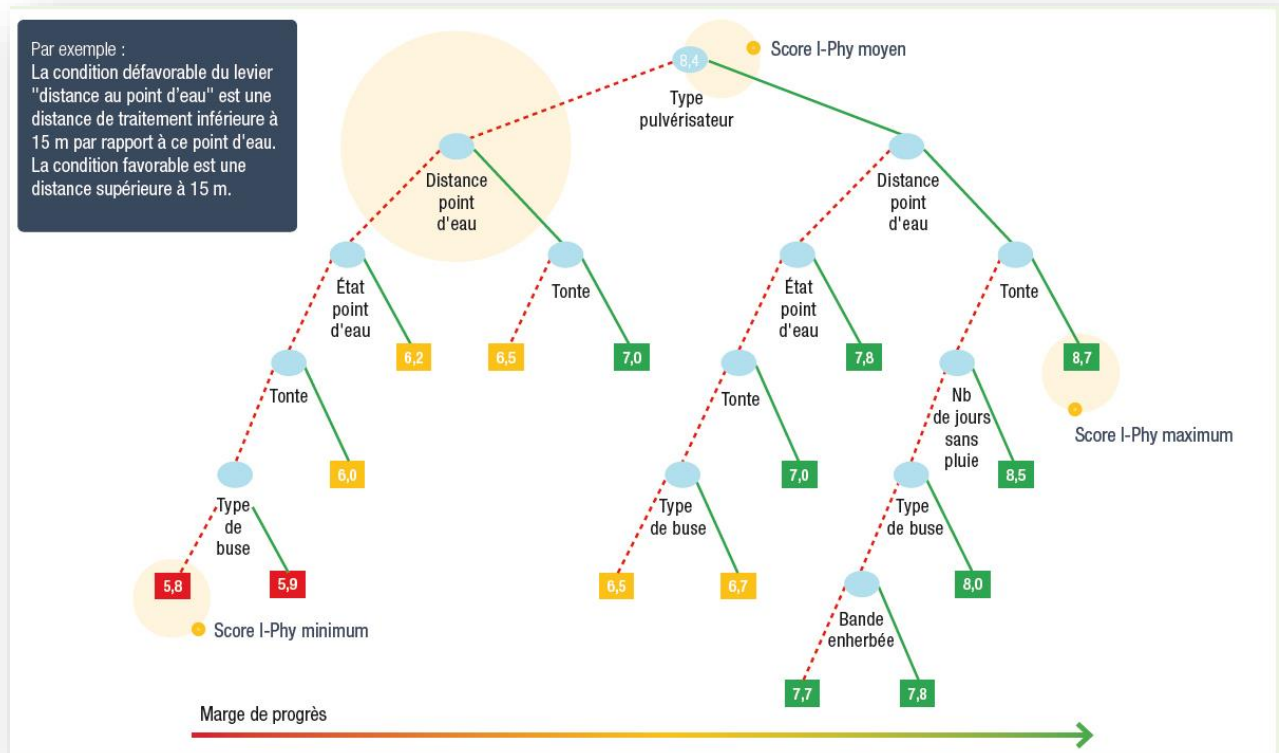 Par exemple :
La condition défavorable du levier
"distance au point d'eau" est une
distance de traitement inférieure à
15 m par rapport à ce point d'eau.
La condition favorable est une
distance supérieure à 15 m.
8,4
Score I-Phy moyen
Type
pulvérisateur
Distance
point
d'eau
Distance
point
d'eau
État
point
d'eau
Tonte
État
point
d'eau
Tonte
6,2
6,5
7,0
7,8
8,7
Tonte
Tonte
Nb
de jours
sans
pluie
Score I-Phy maximum
6,0
7,0
8,5
Type
de
buse
Type
de buse
Type
de buse
5,8
5,9
6,5
6,7
8,0
Score I-Phy minimum
Bande
enherbée
7,7
7,8
Marge de progrès